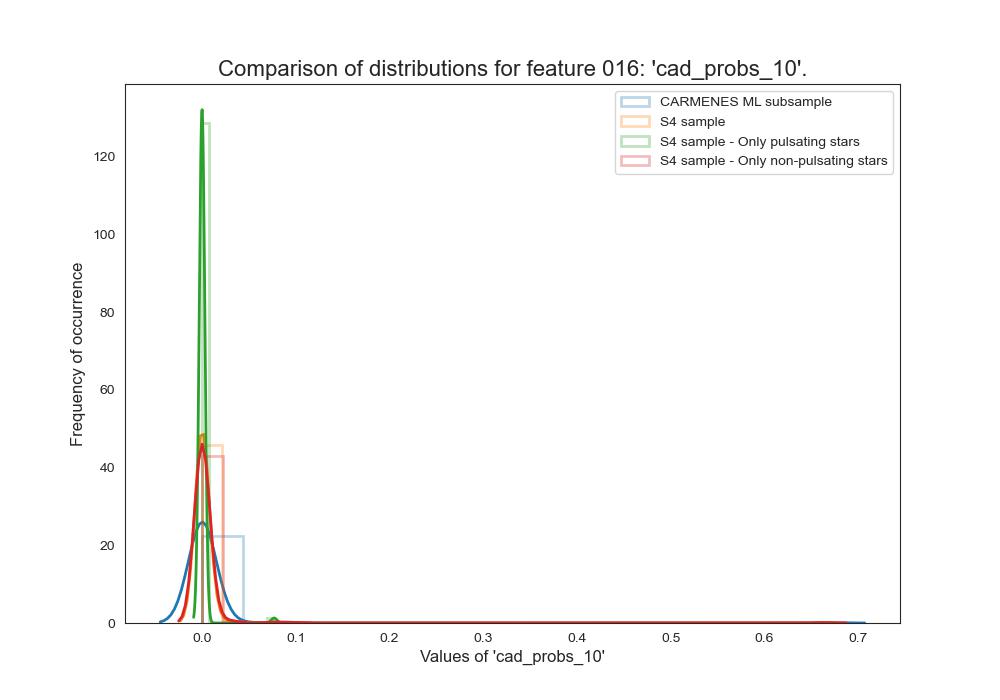 Comparison of distributions for feature 016: 'cad_probs_10'.
CARMENES ML subsample
S4 sample
S4 sample - Only pulsating stars
S4 sample - Only non-pulsating stars
Frequency of occurrence
120
100
80
60
40
20
0
0.0 0.1 0.2 0.3 0.4 0.5 0.6 0.7
Values of 'cad_probs_10'